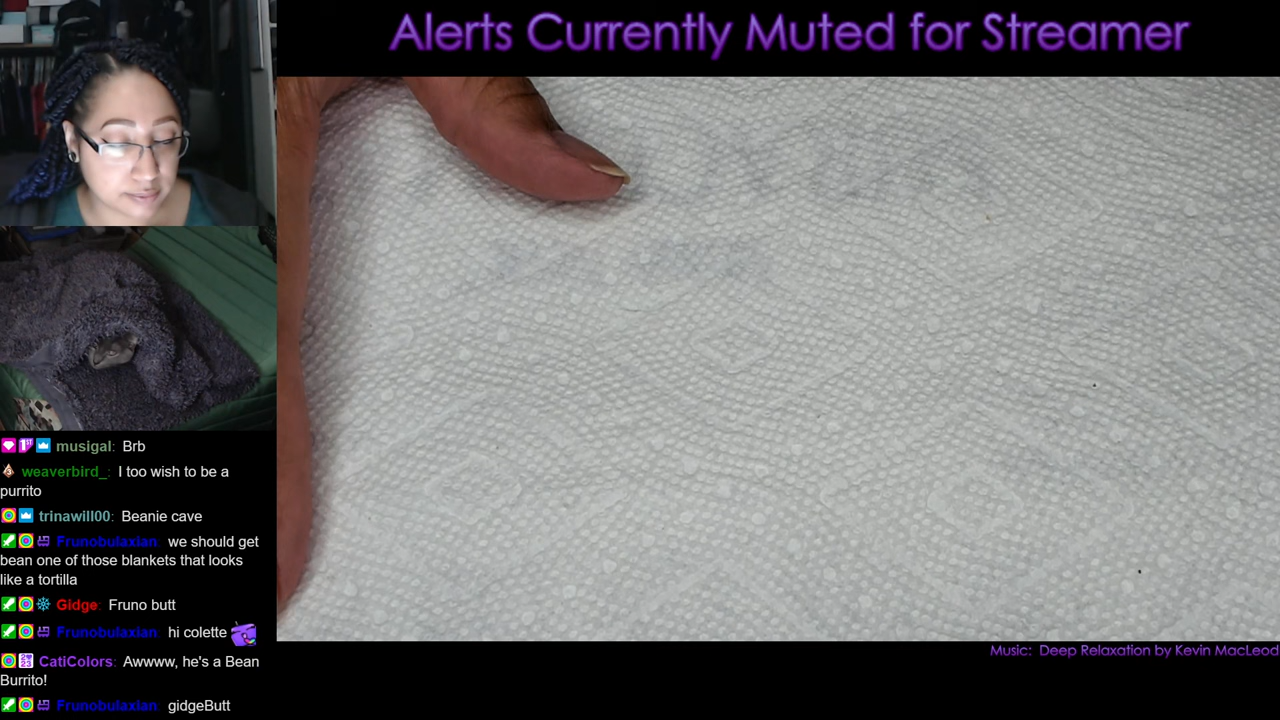 Alerts Currently Muted for Streamer
musigal: Brb
weaverbird_: I too wish to be a
purrito
trinawill00: Beanie cave
Frunobulaxian: we should get
bean one of those blankets that looks
like a tortilla
Gidge: Fruno butt
Frunobulaxian: hi colette
CatiColors: Awwww, he's a Bean
Burrito!
Frunobulaxian: gidgeButt
Music: Deep Relaxation by Kevin MacLeod